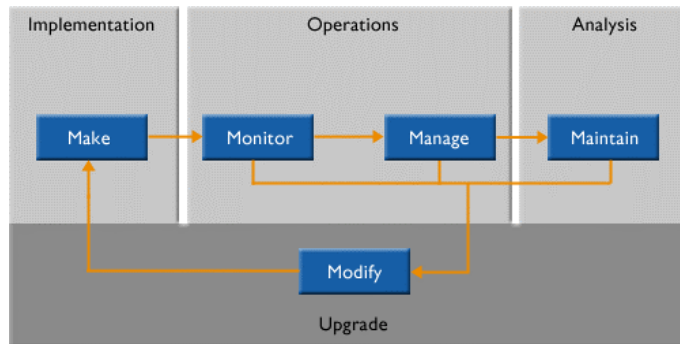 Implementation
Operations
Analysis
Make
Monitor
Manage
Maintain
Modify
Upgrade